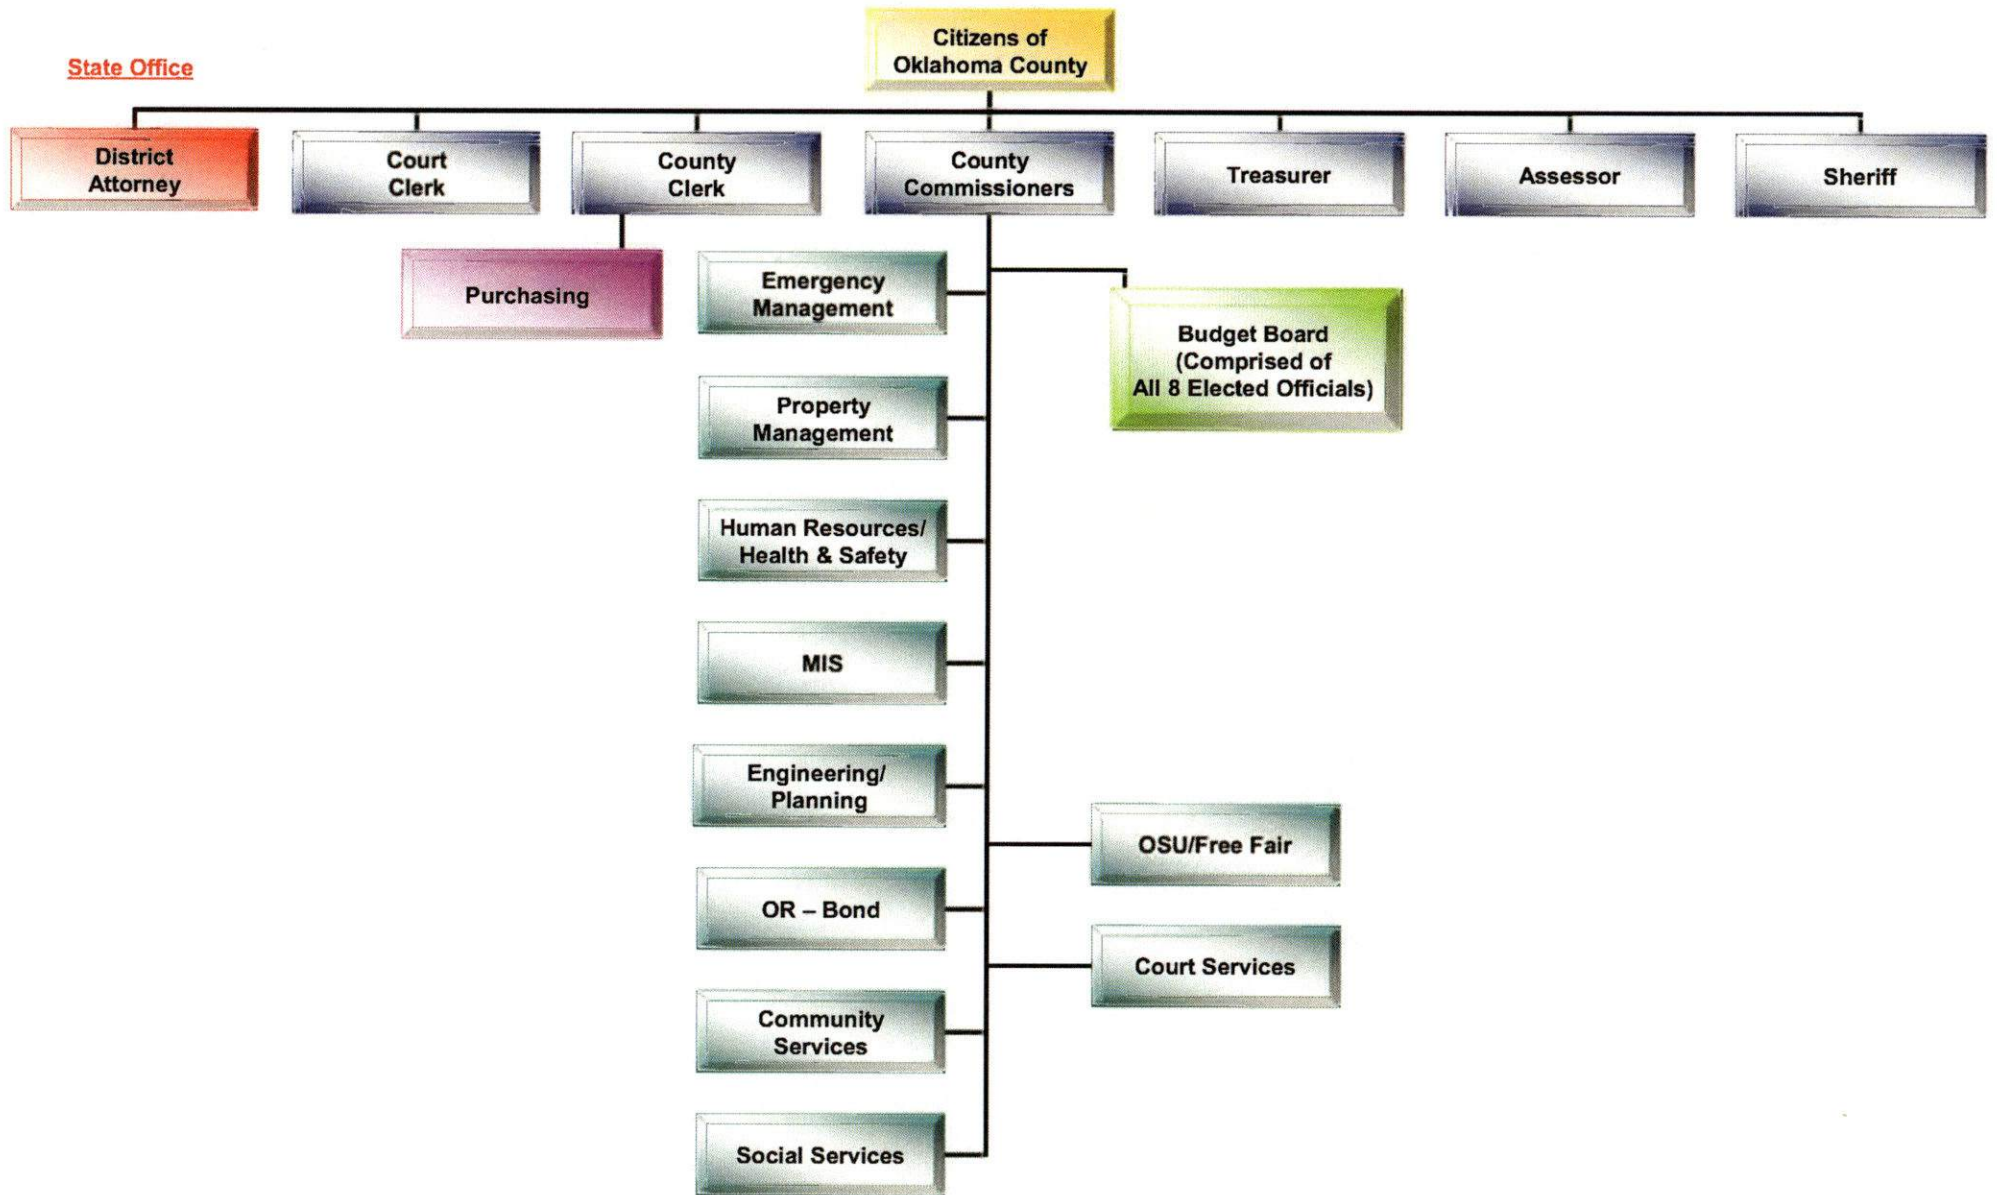 Citizens of
Oklahoma County
State Office
District
Attorney
Court
Clerk
County
Clerk
County
Commissioners
Treasurer
Assessor
Sheriff
Purchasing
Emergency
Management
Budget Board
(Comprised of
All 8 Elected Officials)
Property
Management
Human Resources/
Health & Safety
MIS
Engineering/
Planning
OSU/Free Fair
OR – Bond
Court Services
Community
Services
Social Services